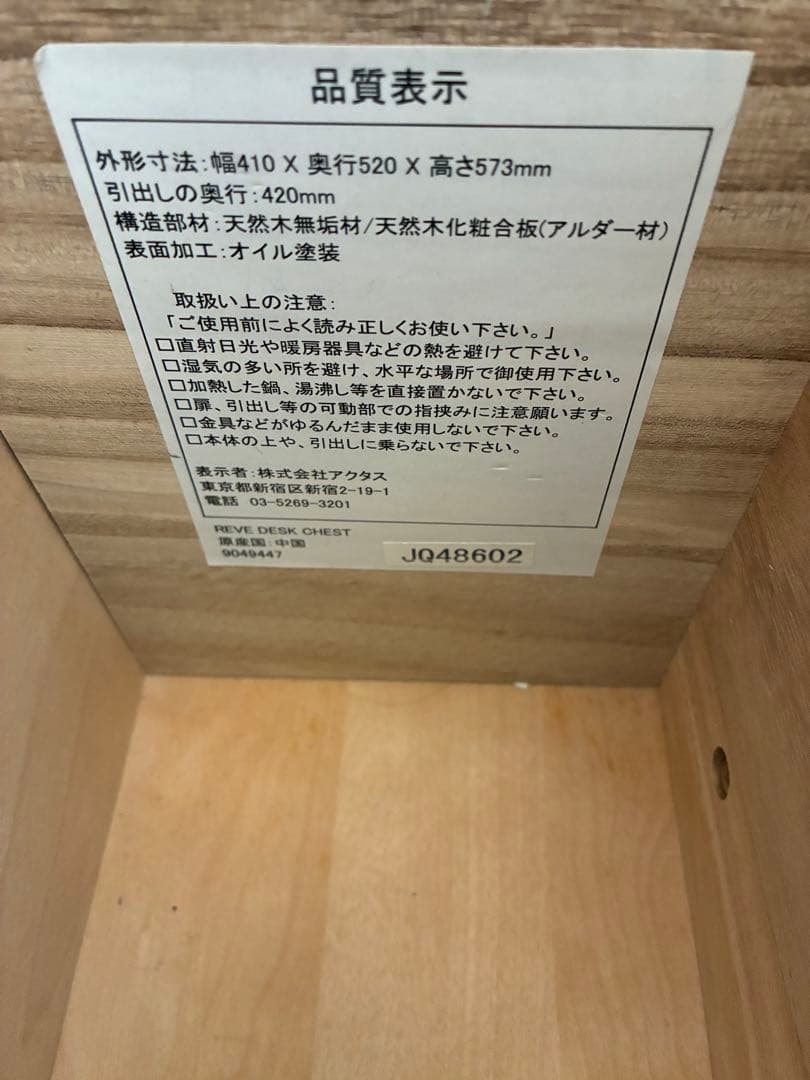 品質表示
外形寸法:幅410 X 奥行520 X 高さ573mm
引出しの奥行:420mm
構造部材:天然木無垢材/天然木化粧合板(アルダー材)
表面加工:オイル塗装
取扱い上の注意:
「ご使用前によく読み正しくお使い下さい。」
□直射日光や暖房器具などの熱を避けて下さい。
□湿気の多い所を避け、水平な場所で御使用下さい。
□加熱した鍋、湯沸し等を直接置かないで下さい。
□扉、引出し等の可動部での指挟みに注意願います。
□金具などがゆるんだまま使用しないで下さい。
□本体の上や、引出しに乗らないで下さい。
表示者:株式会社アクタス
東京都新宿区新宿2-19-1
電話 03-5269-3201
REVE DESK CHEST
原産国:中国
9049447
JQ48602